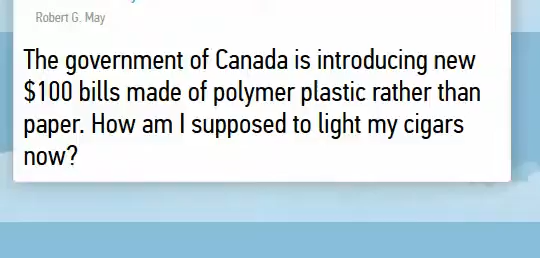 Robert G. May
The government of Canada is introducing new
$100 bills made of polymer plastic rather than
paper. How am I supposed to light my cigars
now?